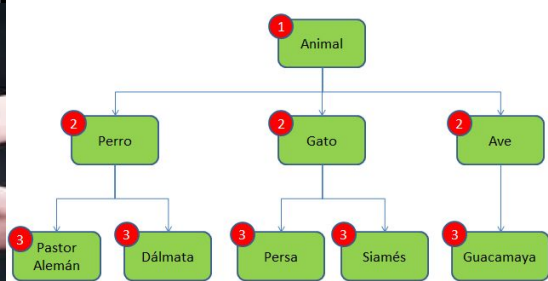 1
Animal
2
Perro
2
Gato
2
Ave
3
Pastor
Alemán
3
Dálmata
3
Persa
3
Siamés
3
Guacamaya